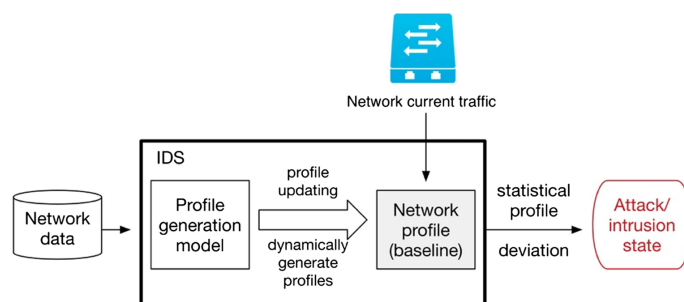 Network current traffic
IDS
Network
data
Profile
generation
model
profile
updating
dynamically
generate
profiles
Network
profile
(baseline)
statistical
profile
deviation
Attack/
intrusion
state